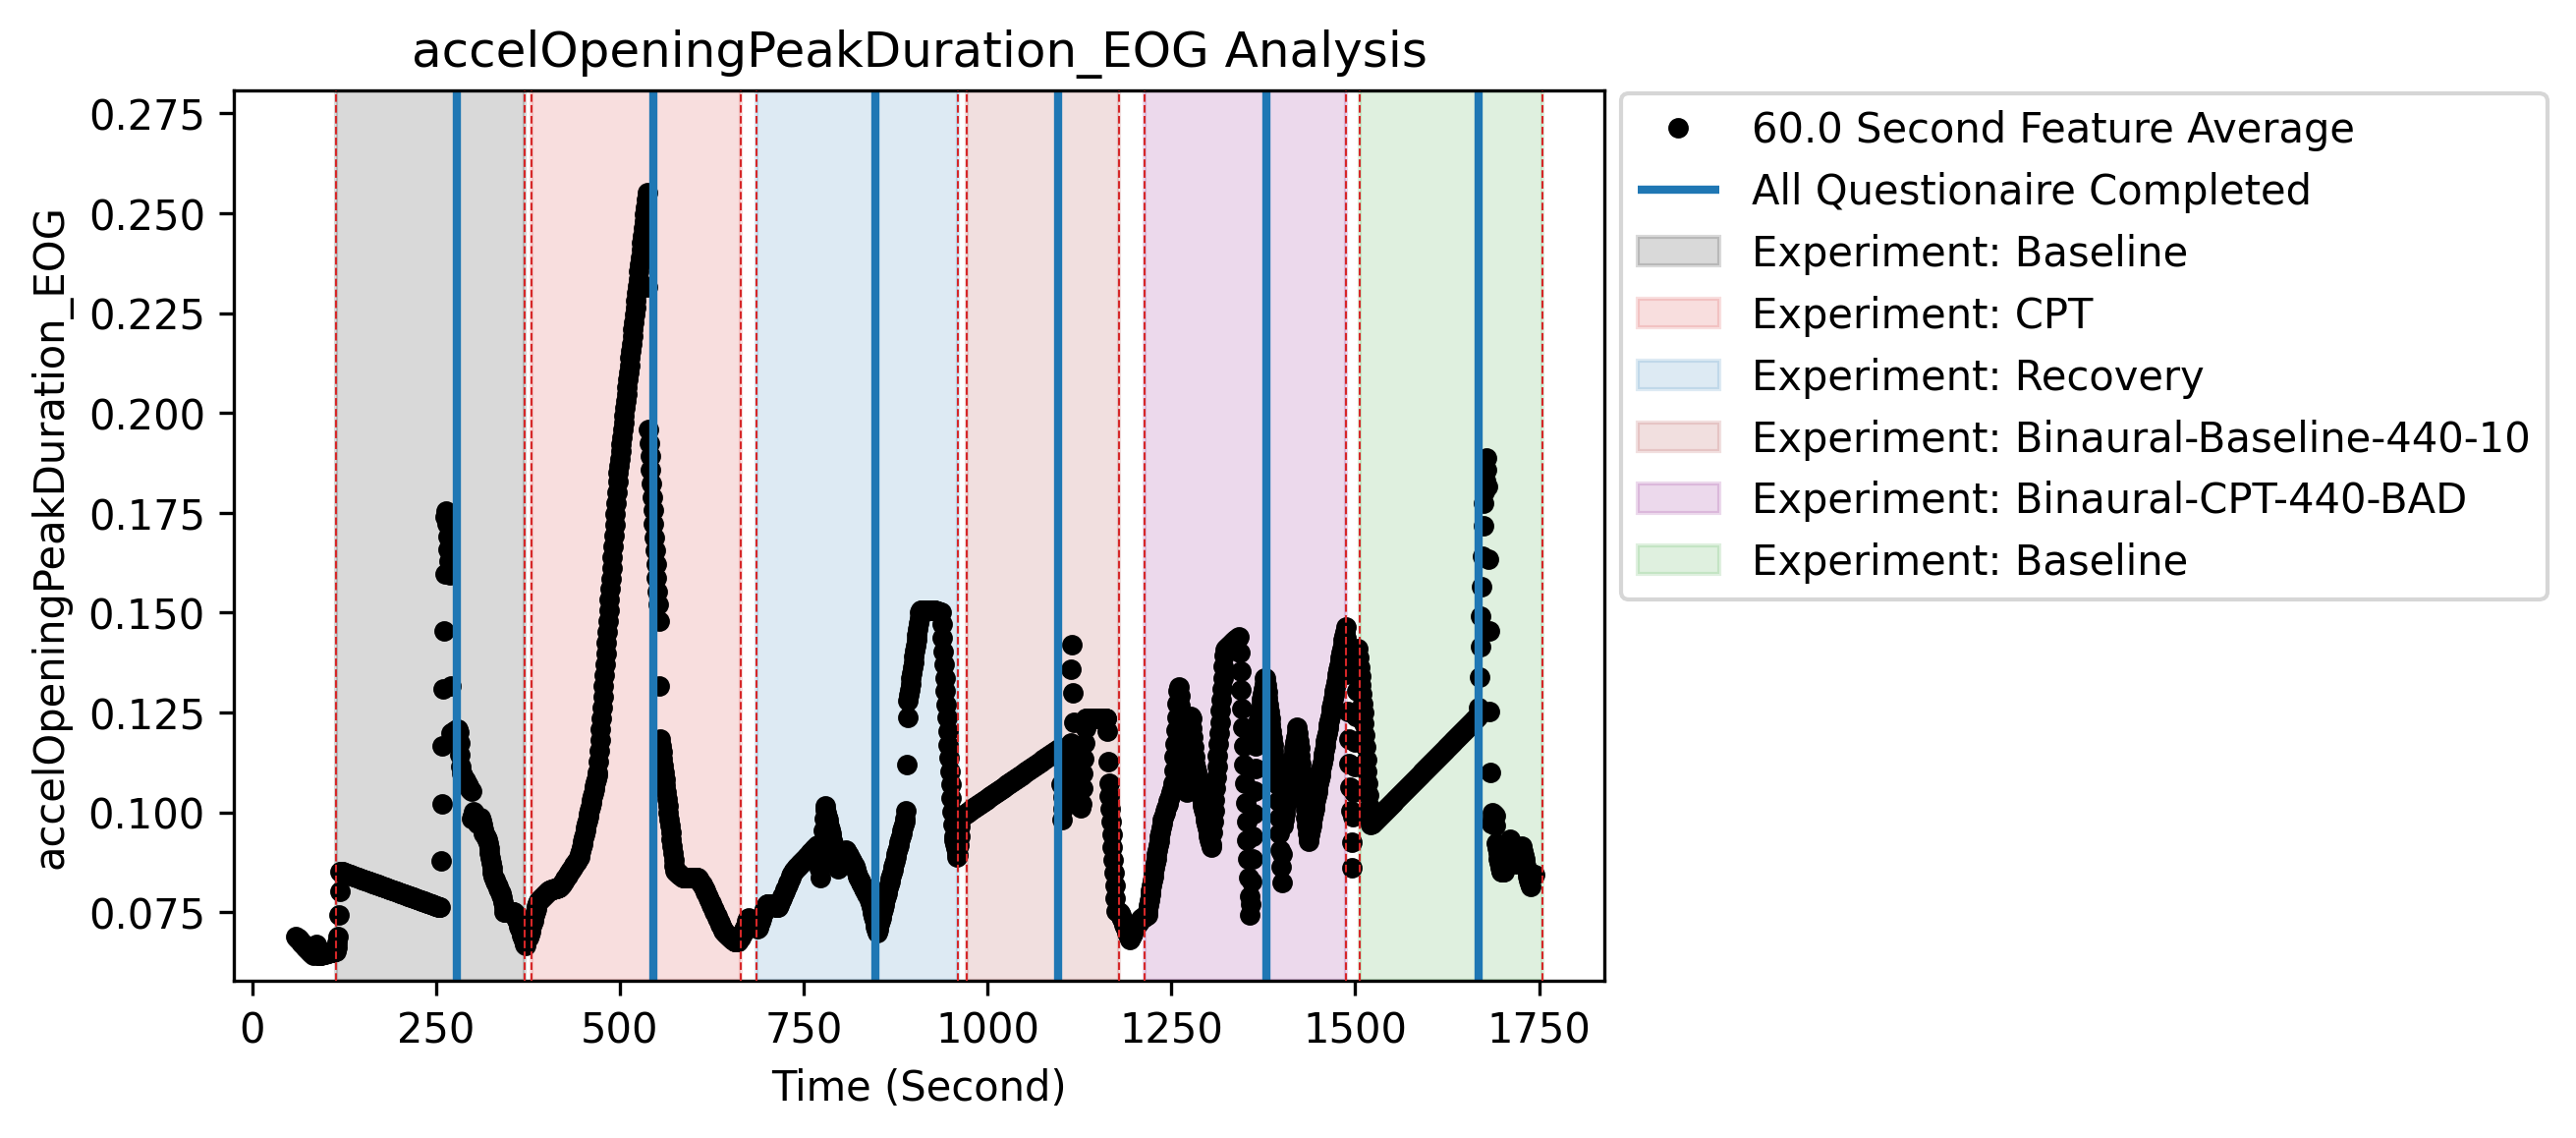 accelOpeningPeakDuration_EOG Analysis
accelOpeningPeakDuration_EOG
0.275
0.250
0.225
0.200
0.175
0.150
0.125
0.100
0.075
0 250 500 750 1000 1250 1500 1750
Time (Second)
60.0 Second Feature Average
All Questionaire Completed
Experiment: Baseline
Experiment: CPT
Experiment: Recovery
Experiment: Binaural-Baseline-440-10
Experiment: Binaural-CPT-440-BAD
Experiment: Baseline